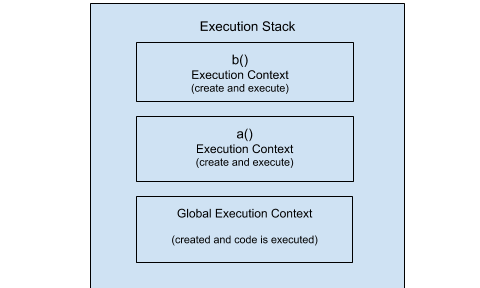 Execution Stack
b()
Execution Context
(create and execute)
a()
Execution Context
(create and execute)
Global Execution Context
(created and code is executed)